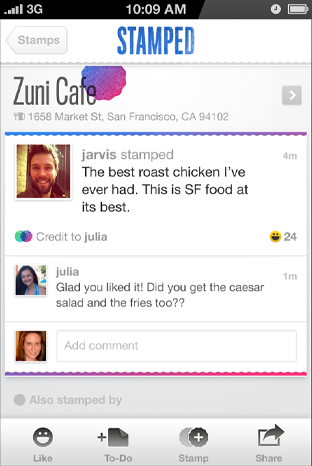 3G 10:09 AM
Stamps
STAMPED
Zuni Cafe
1658 Market St, San Francisco, CA 94102
jarvis stamped 4m
The best roast chicken I've
ever had. This is SF food at
its best.
Credit to julia 24
julia 1m
Glad you liked it! Did you get the caesar
salad and the fries too??
Add comment
Also stamped by
Like To-Do Stamp Share